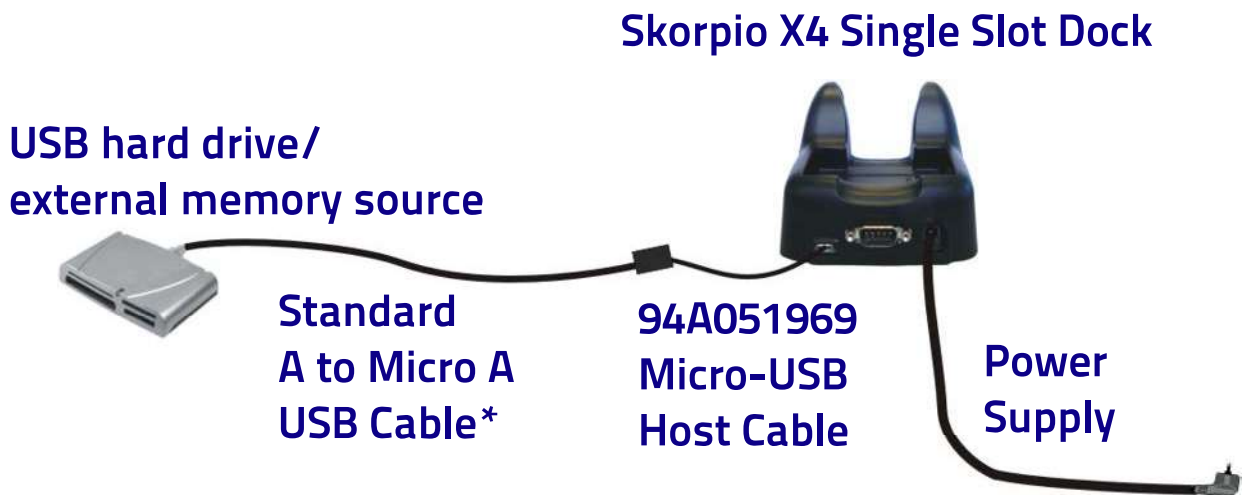 Skorpio X4 Single Slot Dock
USB hard drive/
external memory source
Standard
A to Micro A
USB Cable*
94A051969
Micro-USB
Host Cable
Power
Supply